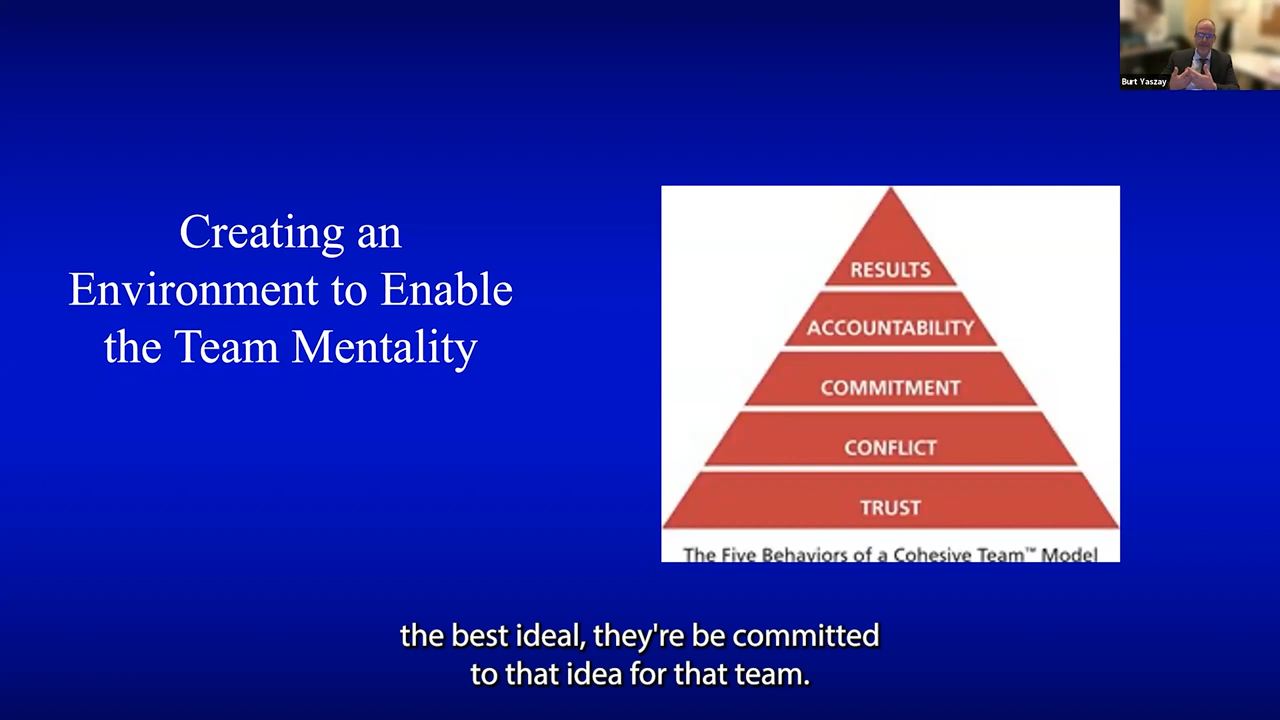 Burt Yaszay
Creating an
Environment to Enable
the Team Mentality
RESULTS
ACCOUNTABILITY
COMMITMENT
CONFLICT
TRUST
The Five Behaviors of a Cohesive Team™ Model
the best ideal, they're be committed
to that idea for that team.